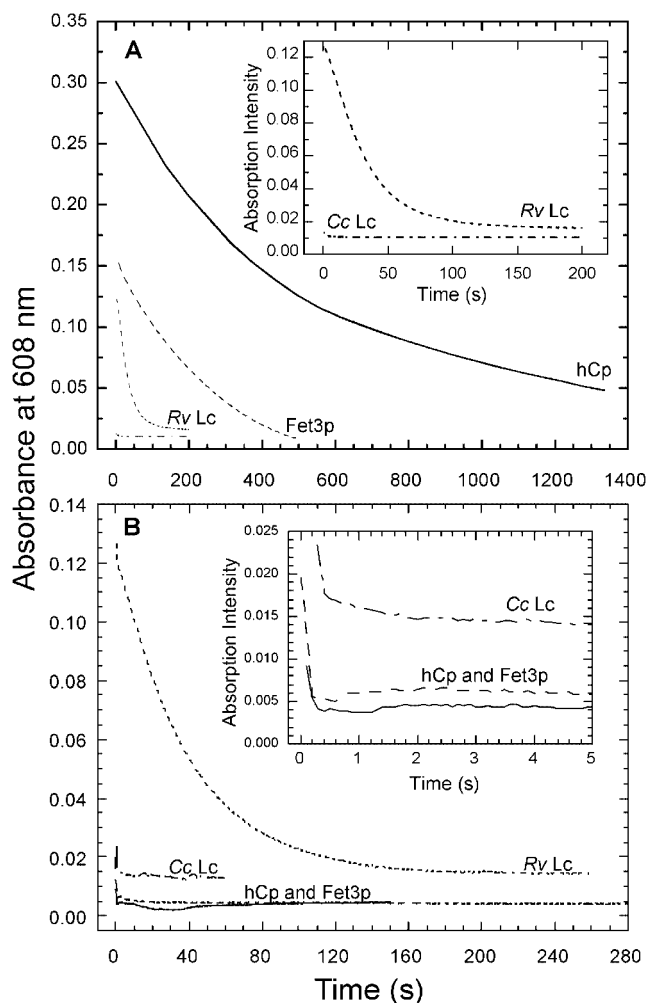 Absorbance at 608 nm
A
0.35
0.30
0.25
0.20
0.15
0.10
0.05
0.00
0 200 400 600 800 1000 1200 1400
Rv Lc
Fet3p
hCp
Absorption Intensity
0.12
0.10
0.08
0.06
0.04
0.02
0.00
Cc Lc
Rv Lc
0 50 100 150 200
Time (s)
B
0.14
0.12
0.10
0.08
0.06
0.04
0.02
0.00
Cc Lc
hCp and Fet3p
Rv Lc
0 40 80 120 160 200 240 280
Absorption Intensity
0.025
0.020
0.015
0.010
0.005
0.000
Cc Lc
hCp and Fet3p
0 1 2 3 4 5
Time (s)
Time (s)